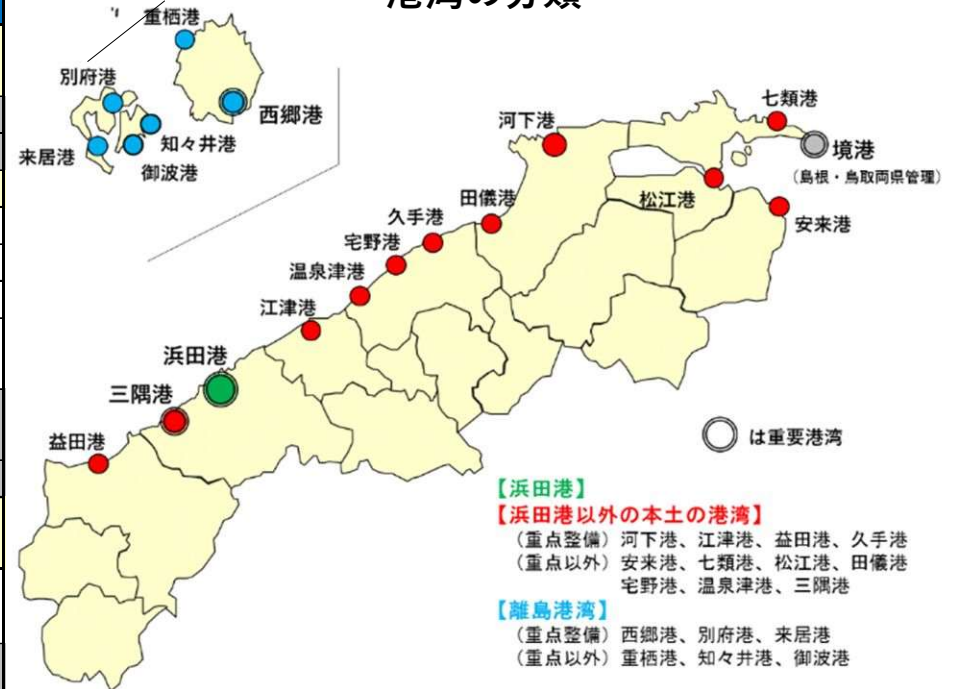 港湾の分類
重栖港
別府港
西郷港
知々井港
来居港
御波港
七類港
河下港
境港
（島根・鳥取両県管理）
松江港
田儀港
安来港
久手港
宅野港
温泉津港
江津港
浜田港
三隅港
益田港
は重要港湾
【浜田港】
【浜田港以外の本土の港湾】
（重点整備）河下港、江津港、益田港、久手港
（重点以外）安来港、七類港、松江港、田儀港
宅野港、温泉津港、三隅港
【離島港湾】
（重点整備）西郷港、別府港、来居港
（重点以外）重栖港、知々井港、御波港